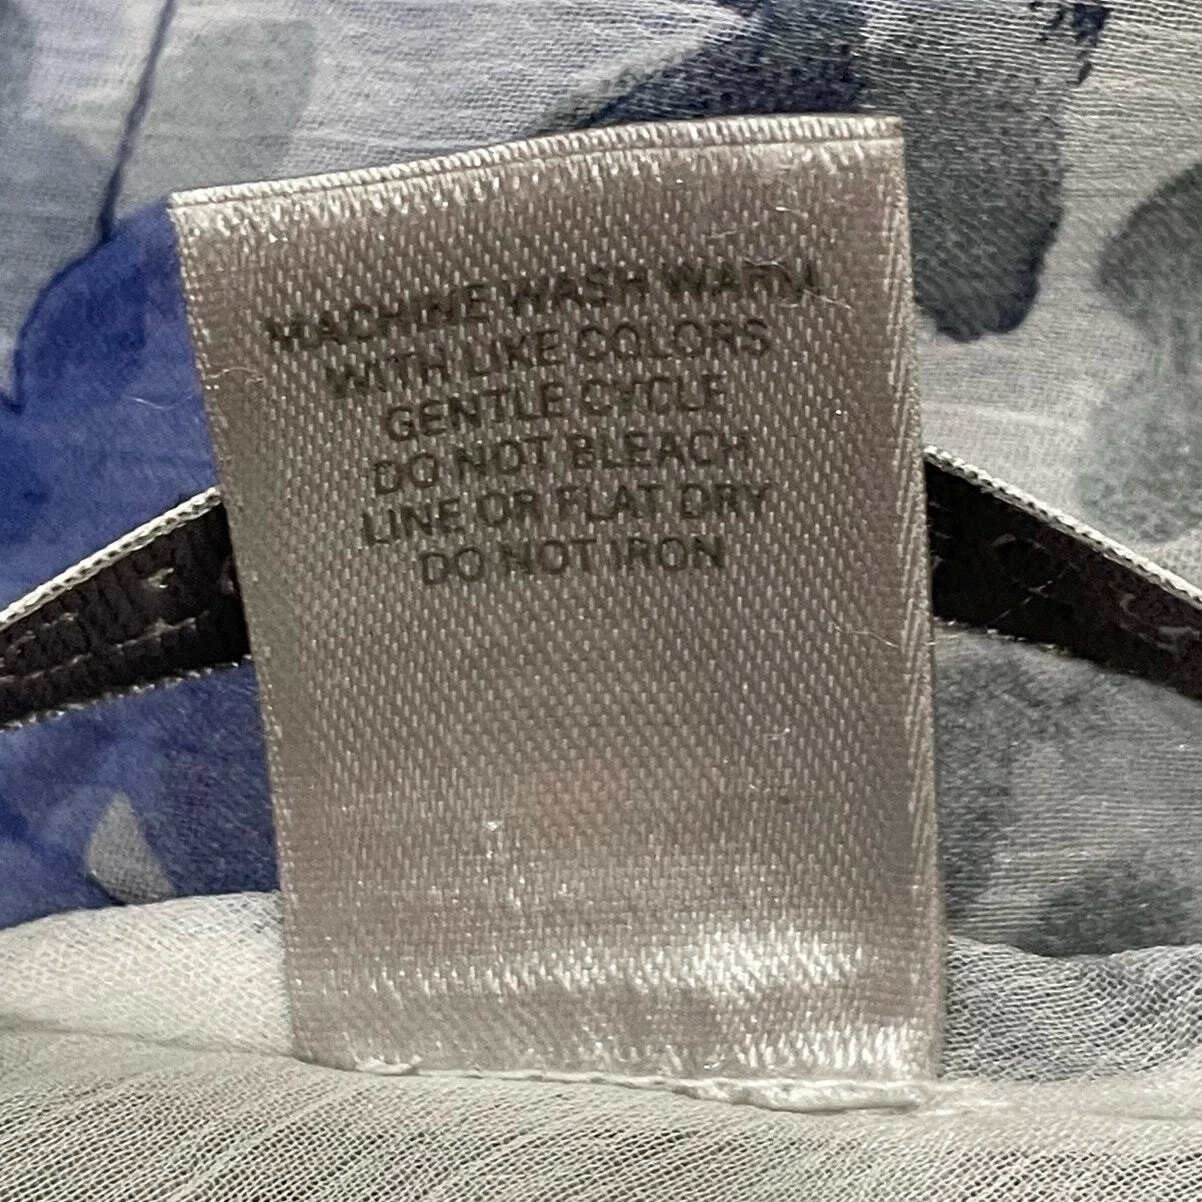 MACHINE WASH WARM
WITH LIKE COLORS
GENTLE CYCLE
DO NOT BLEACH
LINE OR FLAT DRY
DO NOT IRON